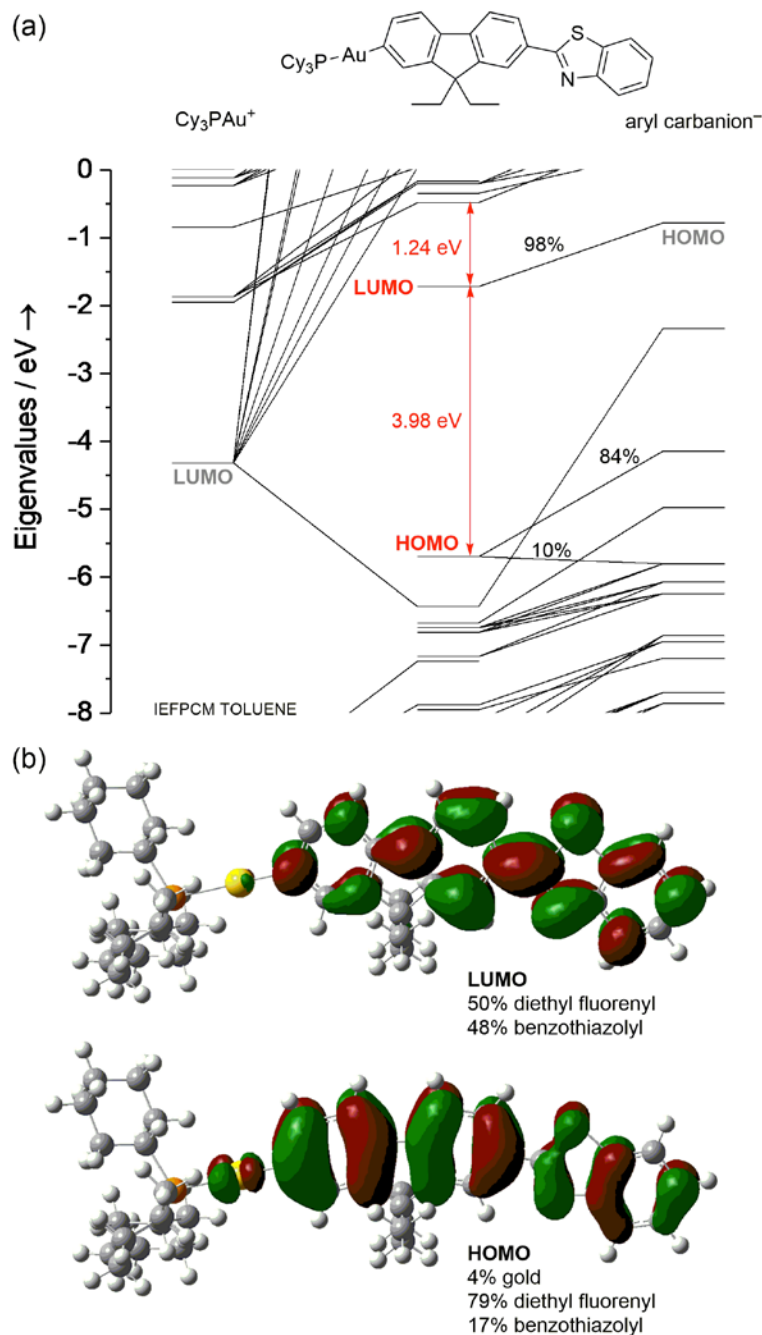 (a)
S
N
Cy₃P
Au
Cy₃PAu⁺
aryl carbanion⁻
Eigenvalues / eV →
0
-1
-2
-3
-4
-5
-6
-7
-8
1.24 eV
98%
HOMO
LUMO
3.98 eV
LUMO
84%
HOMO
10%
IEFPCM TOLUENE
(b)
LUMO
50% diethyl fluorenyl
48% benzothiazolyl
HOMO
4% gold
79% diethyl fluorenyl
17% benzothiazolyl